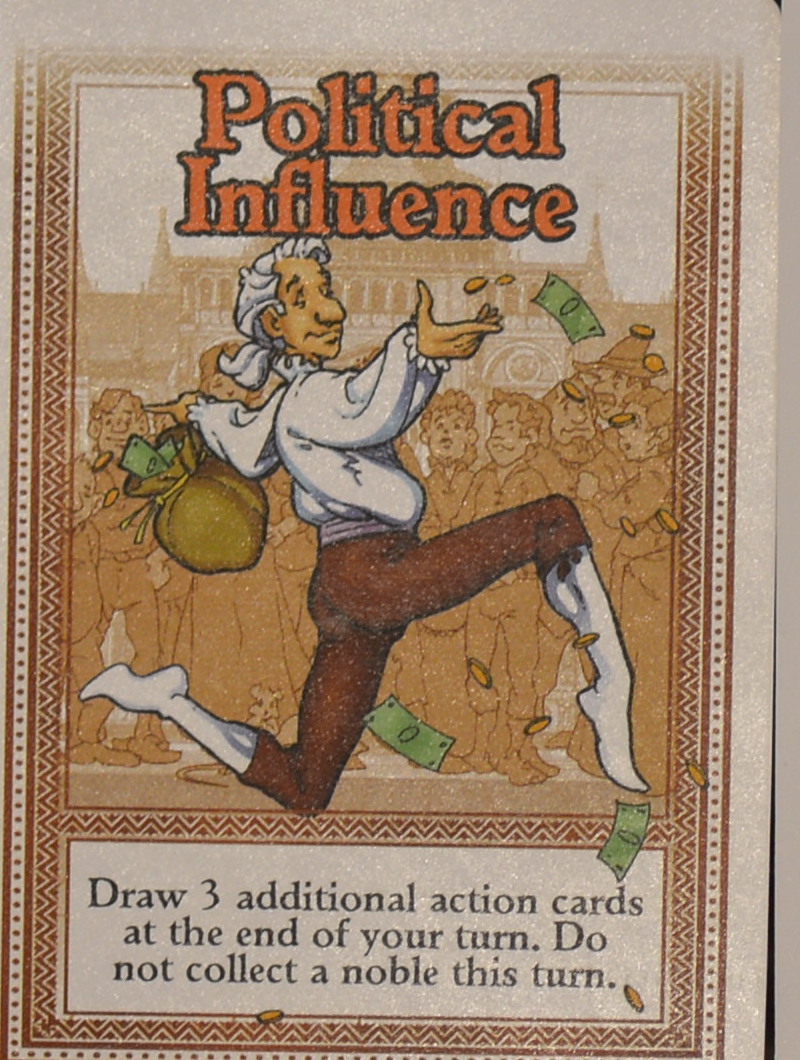 Political
Influence
Draw 3 additional action cards
at the end of your turn. Do
not collect a noble this turn.